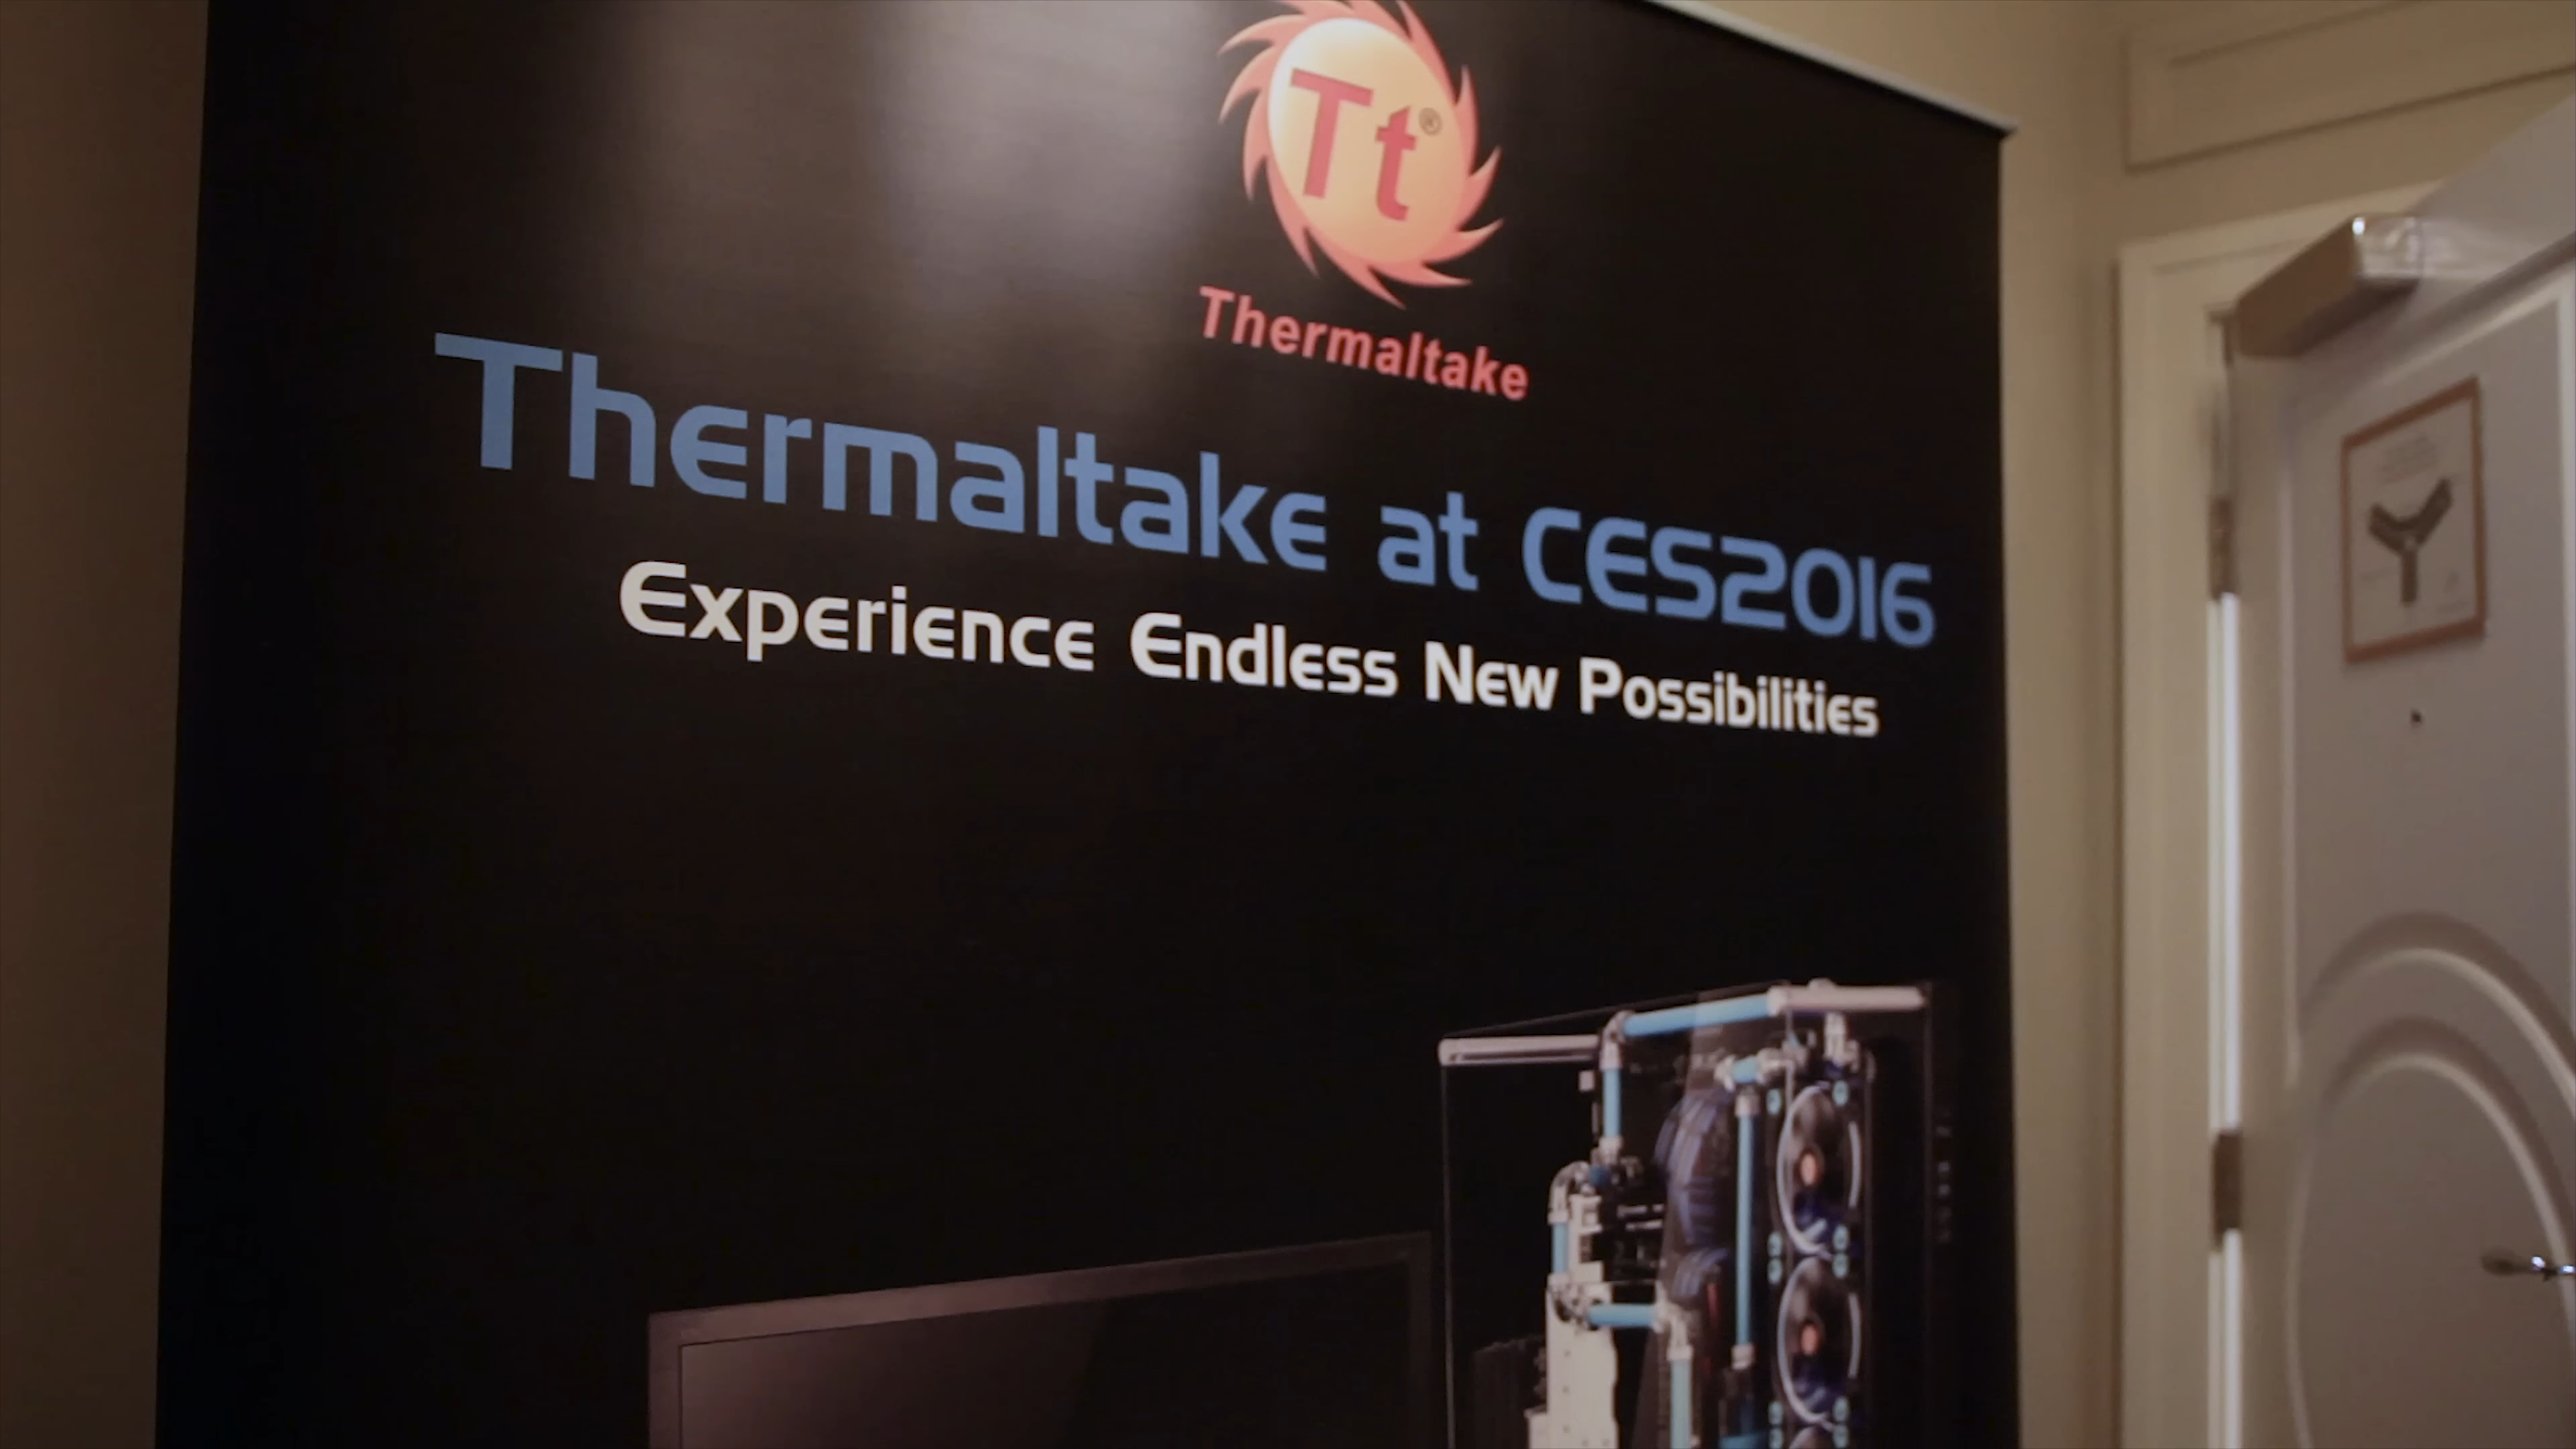 Tt®
Thermaltake
Thermaltake at CES2016
Experience Endless New Possibilities